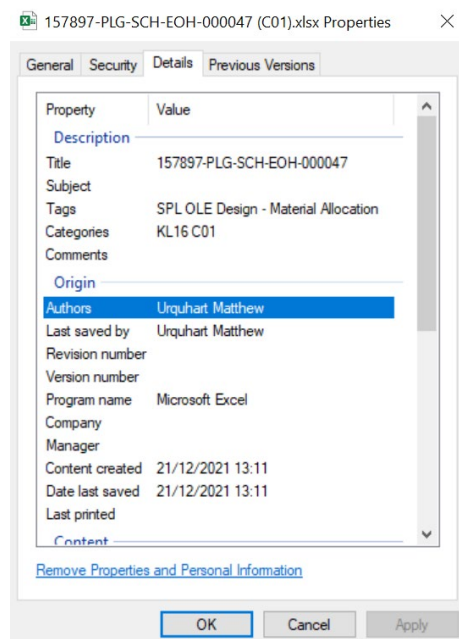 157897-PLG-SCH-EOH-000047 (C01).xlsx Properties
General Security Details Previous Versions
Property Value
Description
Title 157897-PLG-SCH-EOH-000047
Subject
Tags SPL OLE Design - Material Allocation
Categories KL16 C01
Comments
Origin
Authors Urquhart Matthew
Last saved by Urquhart Matthew
Revision number
Version number
Program name Microsoft Excel
Company
Manager
Content created 21/12/2021 13:11
Date last saved 21/12/2021 13:11
Last printed
Content
Remove Properties and Personal Information
OK Cancel Apply